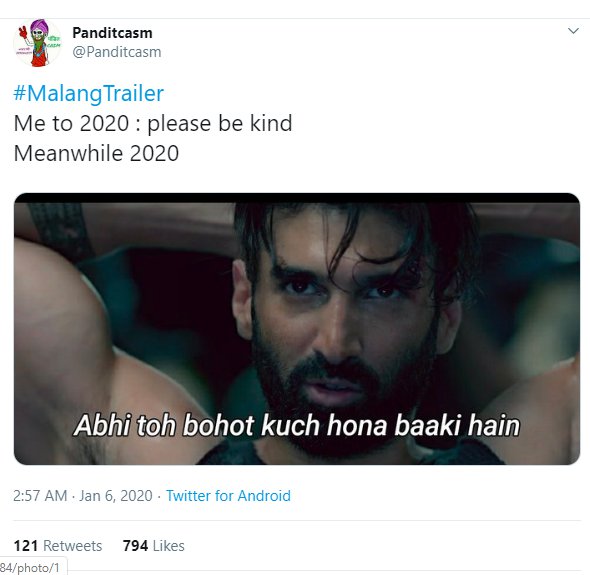 Panditcasm
@Panditcasm
#MalangTrailer
Me to 2020 : please be kind
Meanwhile 2020
Abhi toh bohot kuch hona baaki hain
2:57 AM · Jan 6, 2020 · Twitter for Android
121 Retweets 794 Likes
84/photo/1